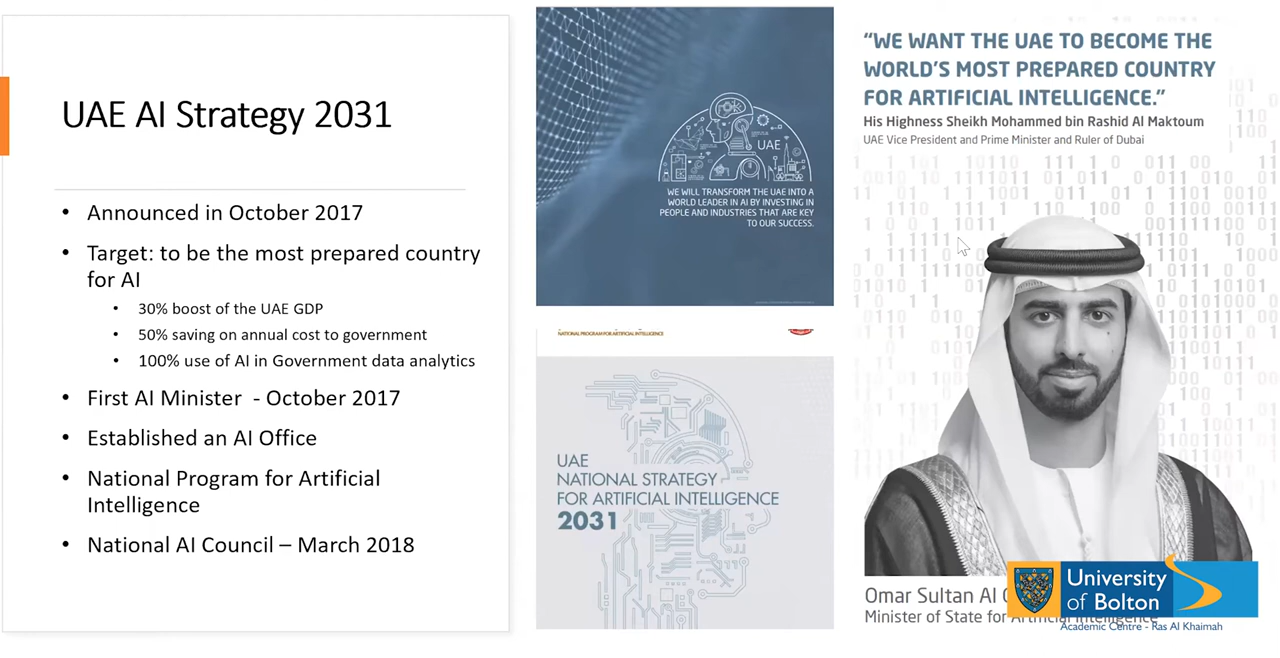 UAE AI Strategy 2031
• Announced in October 2017
• Target: to be the most prepared country
for AI
• 30% boost of the UAE GDP
• 50% saving on annual cost to government
• 100% use of AI in Government data analytics
• First AI Minister - October 2017
• Established an AI Office
• National Program for Artificial
Intelligence
• National AI Council – March 2018
UAE
WE WILL TRANSFORM THE UAE INTO A
WORLD LEADER IN AI BY INVESTING IN
PEOPLE AND INDUSTRIES THAT ARE KEY
TO OUR SUCCESS.
NATIONAL PROGRAM FOR ARTIFICIAL INTELLIGENCE
UAE
NATIONAL STRATEGY
FOR ARTIFICIAL INTELLIGENCE
2031
“WE WANT THE UAE TO BECOME THE
WORLD’S MOST PREPARED COUNTRY
FOR ARTIFICIAL INTELLIGENCE.”
His Highness Sheikh Mohammed bin Rashid Al Maktoum
UAE Vice President and Prime Minister and Ruler of Dubai
Omar Sultan Al
Minister of State for Artificial Intelligence
University
of Bolton
Academic Centre - Ras Al Khaimah